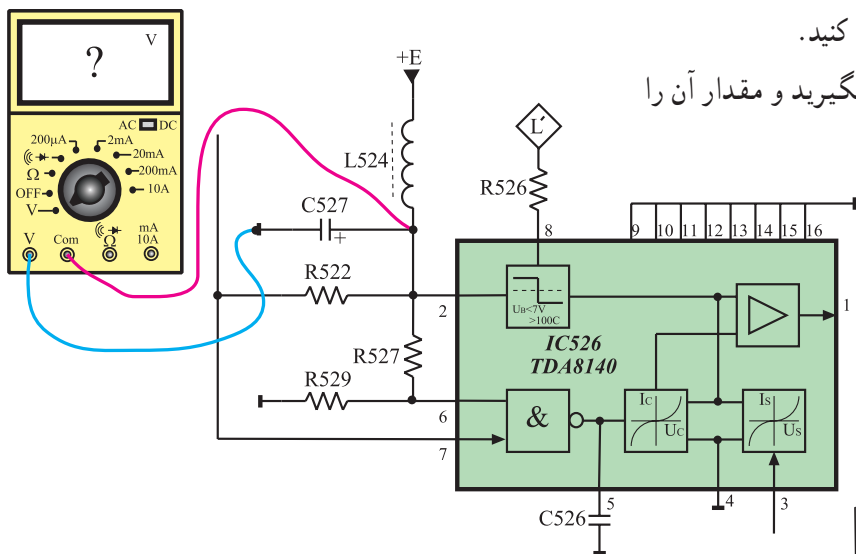 کنید.
گیرید و مقدار آن را
V
?
AC DC
200μA
2mA
20mA
200mA
10A
Ω
OFF
V
V
Com
Ω
mA
10A
+E
L524
C527
+
R522
R527
R529
L′
R526
8
9 10 11 12 13 14 15 16
2
UB<7V
>100C
IC526
TDA8140
1
6
7
&
IC
UC
IS
US
5
4
3
C526